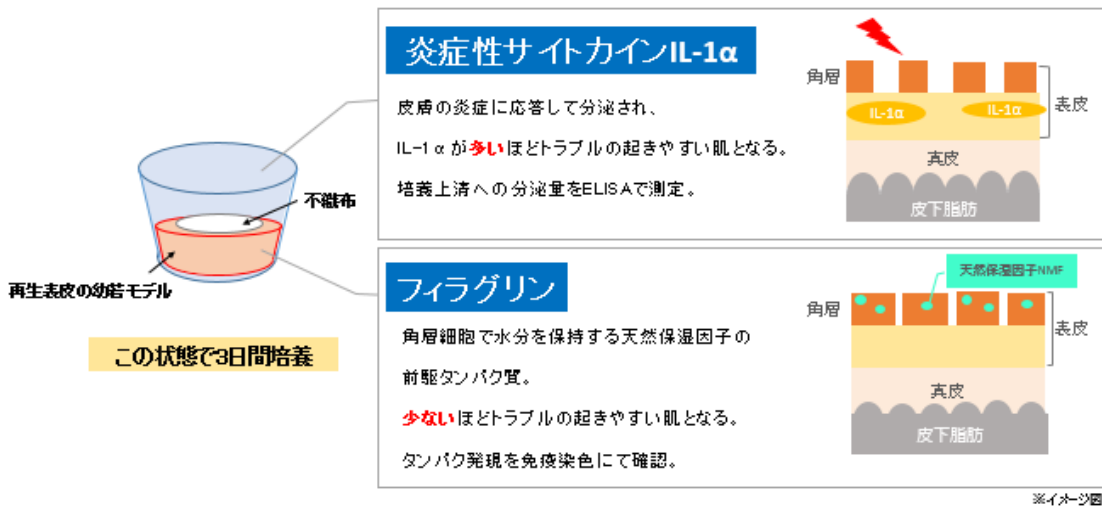 炎症性サイトカインIL-1α
皮膚の炎症に応答して分泌され、
IL-1αが多いほどトラブルの起きやすい肌となる。
培養上済への分泌量をELISAで測定。
角層
IL-1α
IL-1α
表皮
真皮
皮下脂肪
不織布
再生表皮の幼若モデル
この状態で3日間培養
フィラグリン
角層細胞で水分を保持する天然保湿因子の
前駆タンパク質。
少ないほどトラブルの起きやすい肌となる。
タンパク発現を免疫染色にて確認。
天然保湿因子NMF
角層
表皮
真皮
皮下脂肪
※イメージ図